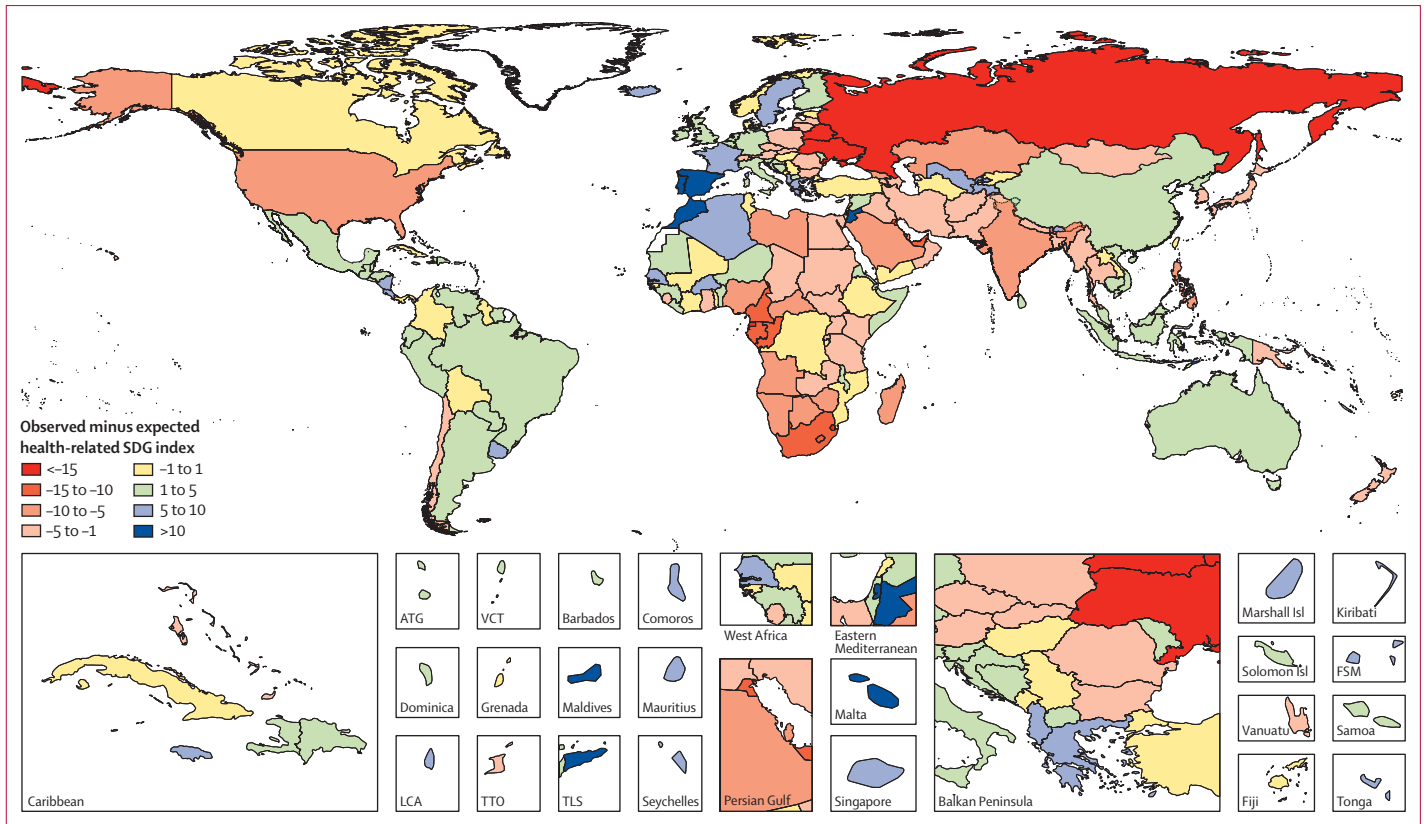 Observed minus expected
health-related SDG index
<–15
–15 to –10
–10 to –5
–5 to –1
–1 to 1
1 to 5
5 to 10
>10
Caribbean
ATG
VCT
Barbados
Comoros
Dominica
Grenada
Maldives
Mauritius
LCA
TTO
TLS
Seychelles
West Africa
Eastern
Mediterranean
Persian Gulf
Malta
Singapore
Balkan Peninsula
Marshall Isl
Kiribati
Solomon Isl
FSM
Vanuatu
Samoa
Fiji
Tonga